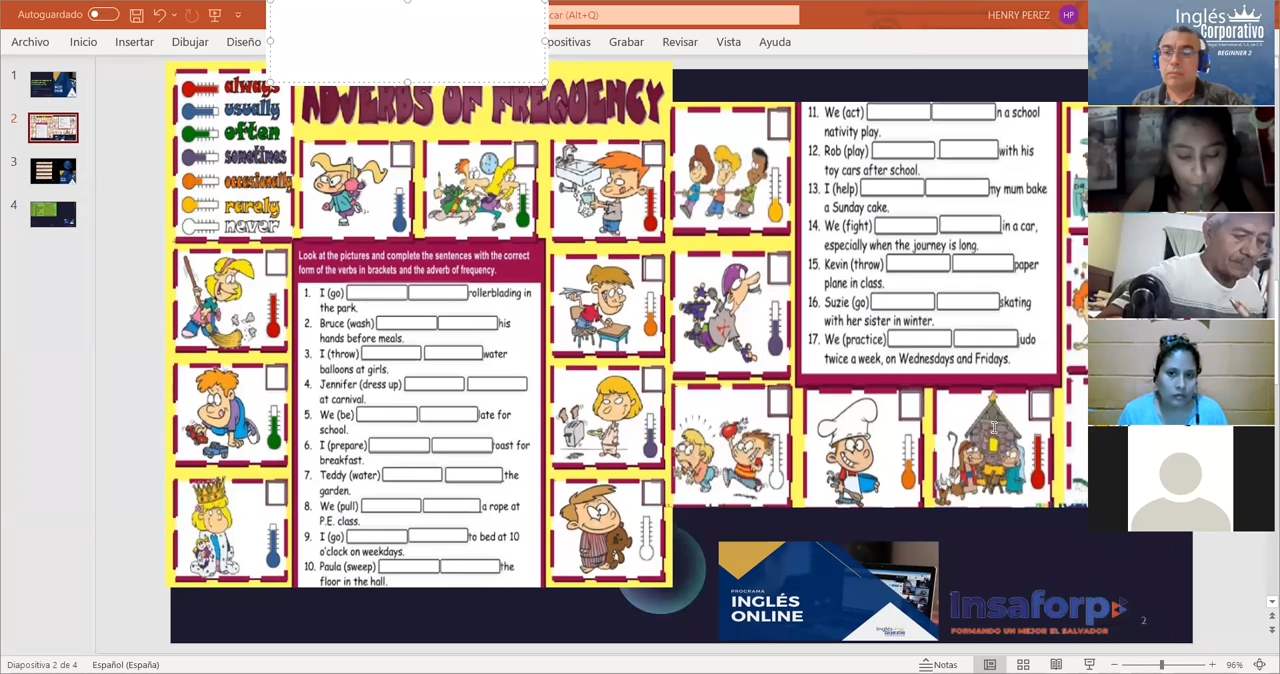 Autoguardado
car (Alt+Q)
HENRY PEREZ
HP
Archivo
Inicio
Insertar
Dibujar
Diseño
positivas
Grabar
Revisar
Vista
Ayuda
1
2
3
4
always
usually
often
sometimes
occasionally
rarely
never
ADVERBS OF FREQUENCY
Look at the pictures and complete the sentences with the correct
form of the verbs in brackets and the adverb of frequency.
1. I (go) rollerblading in
the park.
2. Bruce (wash) his
hands before meals.
3. I (throw) water
balloons at girls.
4. Jennifer (dress up)
at carnival.
5. We (be) late for
school.
6. I (prepare) toast for
breakfast.
7. Teddy (water) the
garden.
8. We (pull) a rope at
P.E. class.
9. I (go) to bed at 10
o'clock on weekdays.
10. Paula (sweep) the
floor in the hall.
11. We (act) n a school
nativity play.
12. Rob (play) with his
toy cars after school.
13. I (help) my mum bake
a Sunday cake.
14. We (fight) in a car,
especially when the journey is long.
15. Kevin (throw) paper
plane in class.
16. Suzie (go) skating
with her sister in winter.
17. We (practice) udo
twice a week, on Wednesdays and Fridays.
PROGRAMA
INGLÉS
ONLINE
Insaforp
FORMANDO UN MEJOR EL SALVADOR
2
Inglés
Corporativo
BEGINNER 2
Diapositiva 2 de 4
Español (España)
Notas
96%